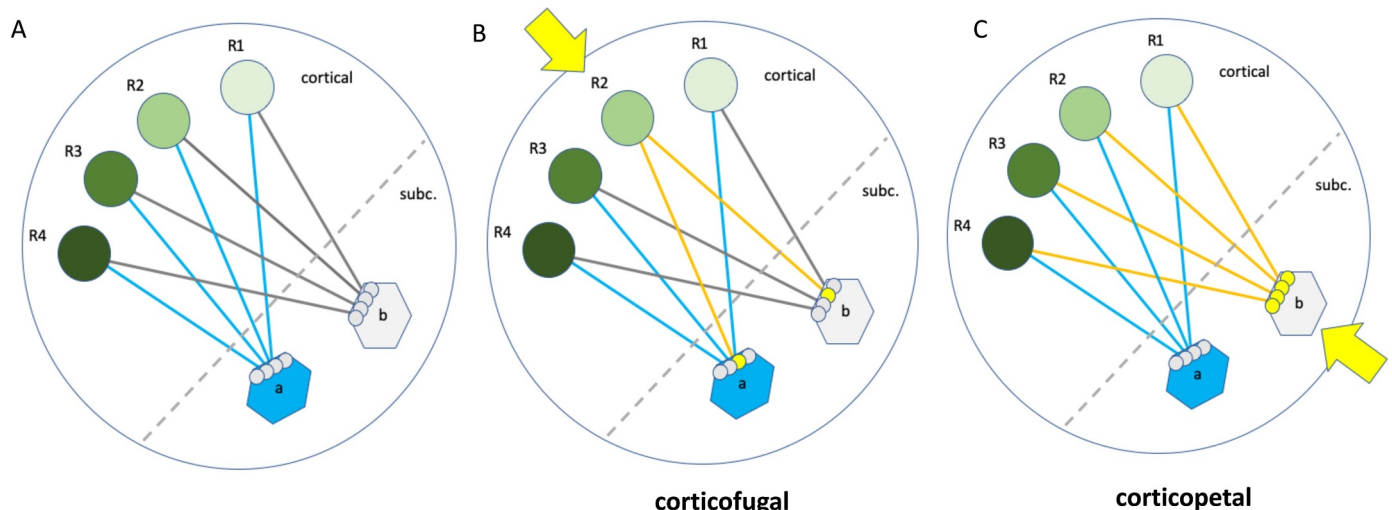 A
R1
cortical
R2
R3
subc.
R4
b
a
B
R1
cortical
R2
R3
subc.
R4
b
a
corticofugal
C
R1
cortical
R2
R3
subc.
R4
b
a
corticopetal